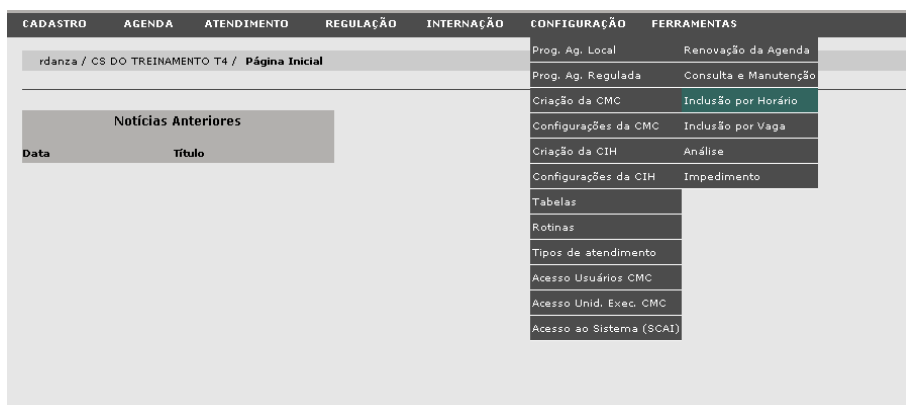 CADASTRO AGENDA ATENDIMENTO REGULAÇÃO INTERNAÇÃO CONFIGURAÇÃO FERRAMENTAS
Prog. Ag. Local Renovação da Agenda
rdanza / CS DO TREINAMENTO T4 / Página Inicial
Prog. Ag. Regulada Consulta e Manutenção
Criação da CMC Inclusão por Horário
Notícias Anteriores
Configurações da CMC Inclusão por Vaga
Data Título
Criação da CIH Análise
Configurações da CIH Impedimento
Tabelas
Rotinas
Tipos de atendimento
Acesso Usuários CMC
Acesso Unid. Exec. CMC
Acesso ao Sistema (SCAI)